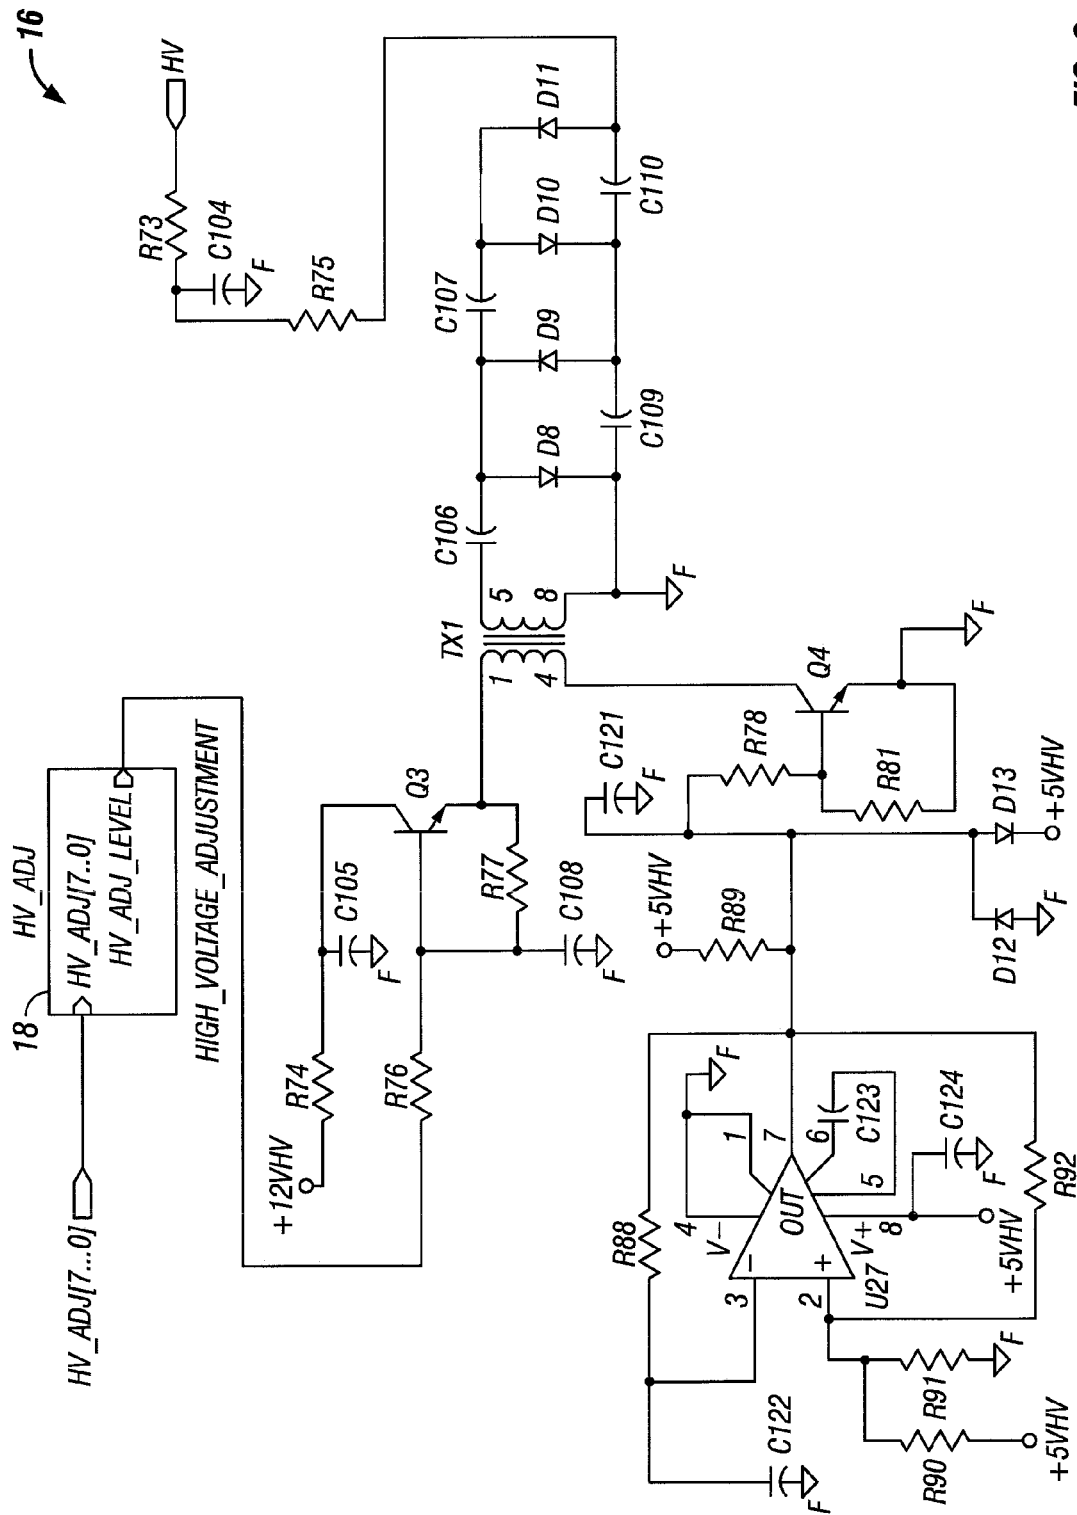 16
HV
R73
C104
F
R75
D11
D10
D9
D8
C107
C110
C109
C106
TX1
5
8
1
4
F
HV_ADJ
18
HV_ADJ[7..0]
HV_ADJ_LEVEL
HV_ADJ[7...0]
HIGH_VOLTAGE_ADJUSTMENT
Q3
C105
F
R74
+12VHV
R76
R77
C108
F
Q4
F
C121
F
R78
R81
D13
+5VHV
D12
F
+5VHV
R89
R88
F
4
V-
1
7
OUT
6
C123
5
C124
F
8
V+
+5VHV
3
-
2
+
U27
R92
C122
F
R91
F
R90
+5VHV